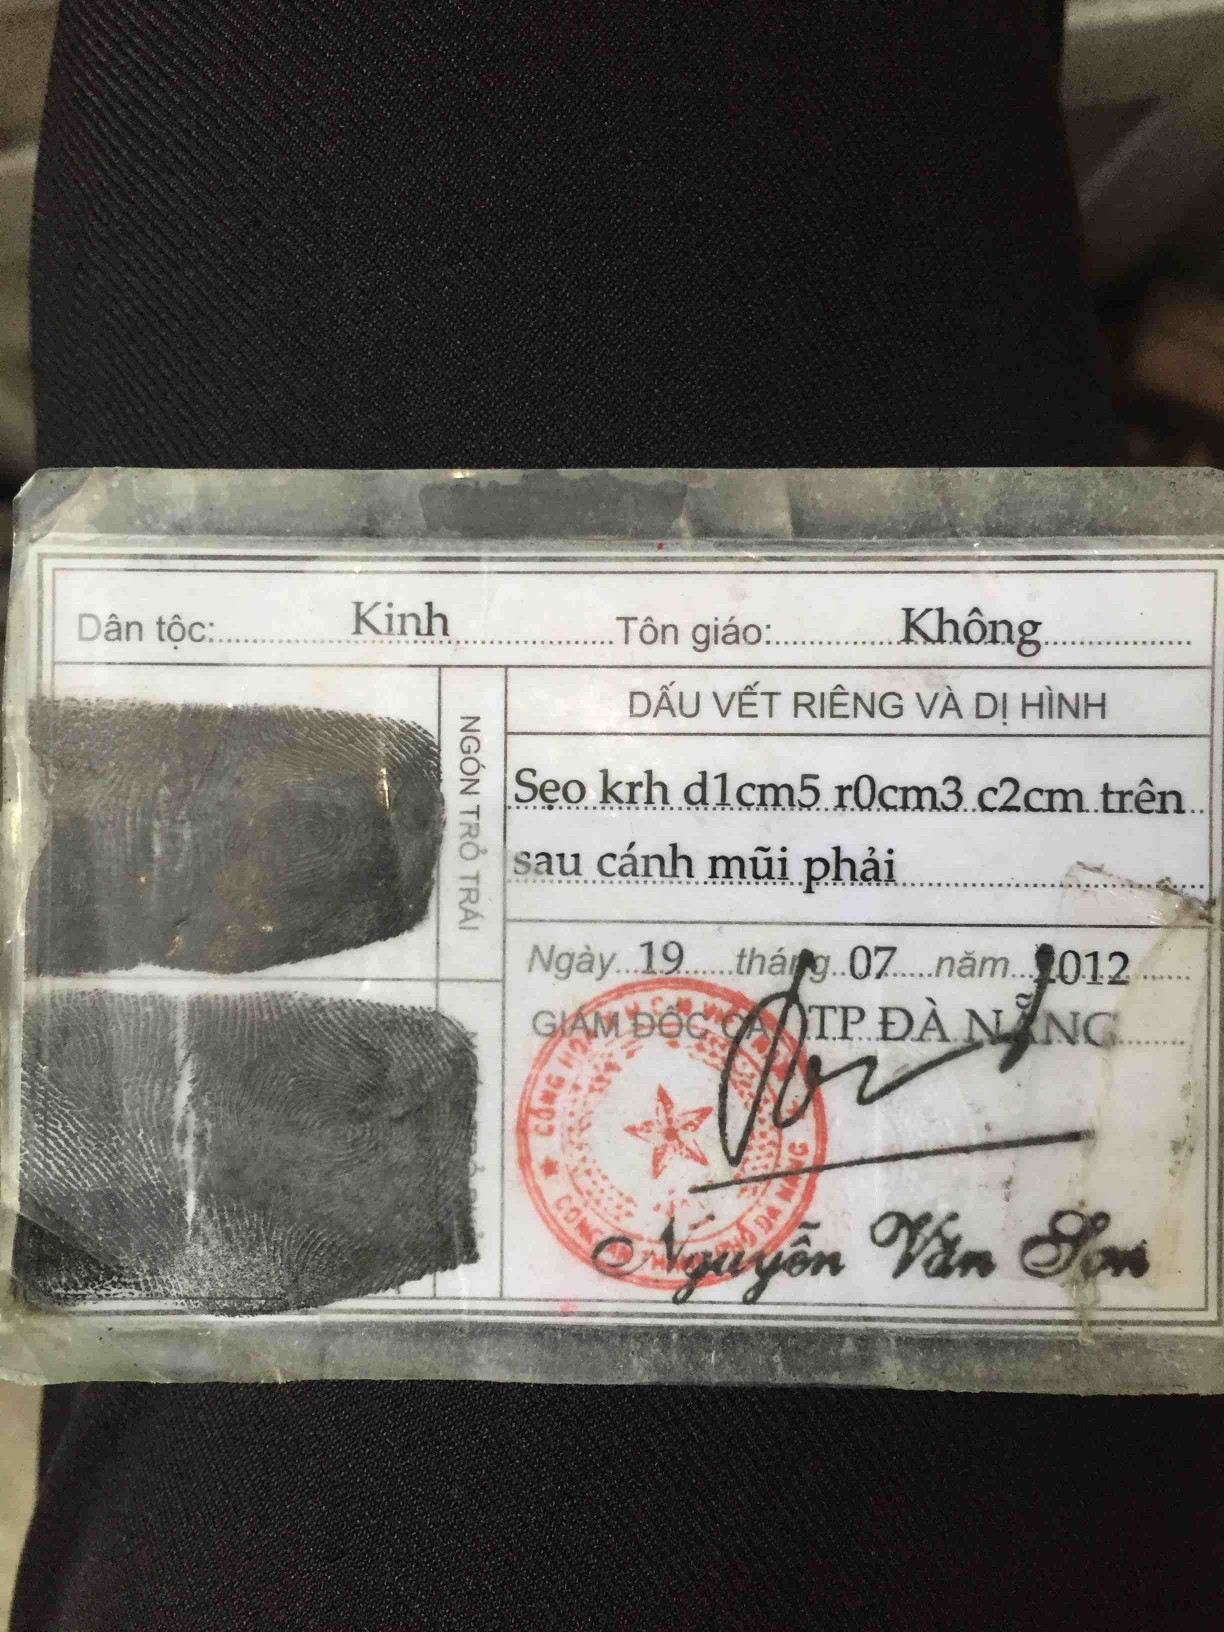 Dân tộc: Kinh Tôn giáo: Không
NGÓN TRỎ TRÁI
DẤU VẾT RIÊNG VÀ DỊ HÌNH
Sẹo krh d1cm5 r0cm3 c2cm trên
sau cánh mũi phải
Ngày 19 tháng 07 năm 2012
GIÁM ĐỐC CA TP ĐÀ NẴNG
Nguyễn Văn Sơn